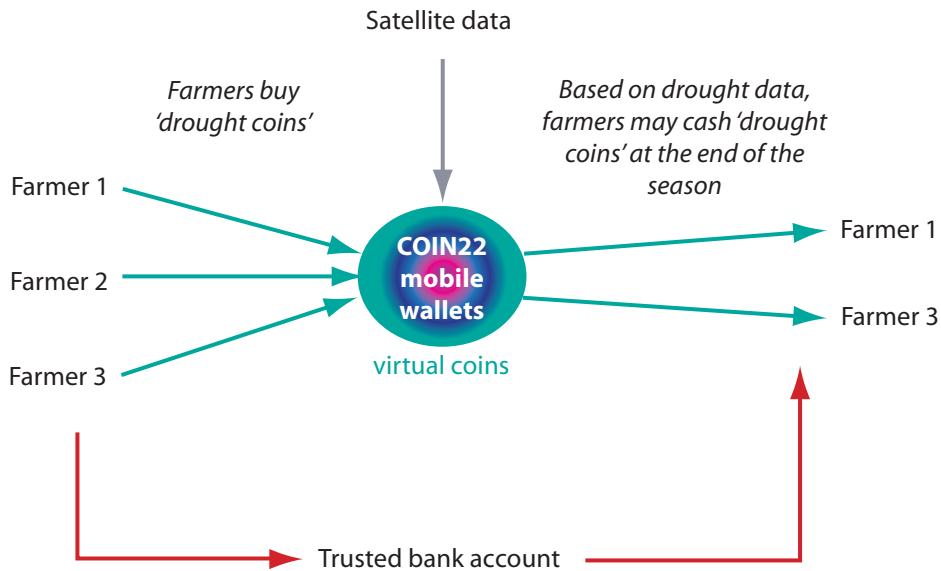 Satellite data
Farmers buy
‘drought coins’
Based on drought data,
farmers may cash ‘drought
coins’ at the end of the
season
Farmer 1
Farmer 2
Farmer 3
COIN22
mobile
wallets
virtual coins
Farmer 1
Farmer 3
Trusted bank account